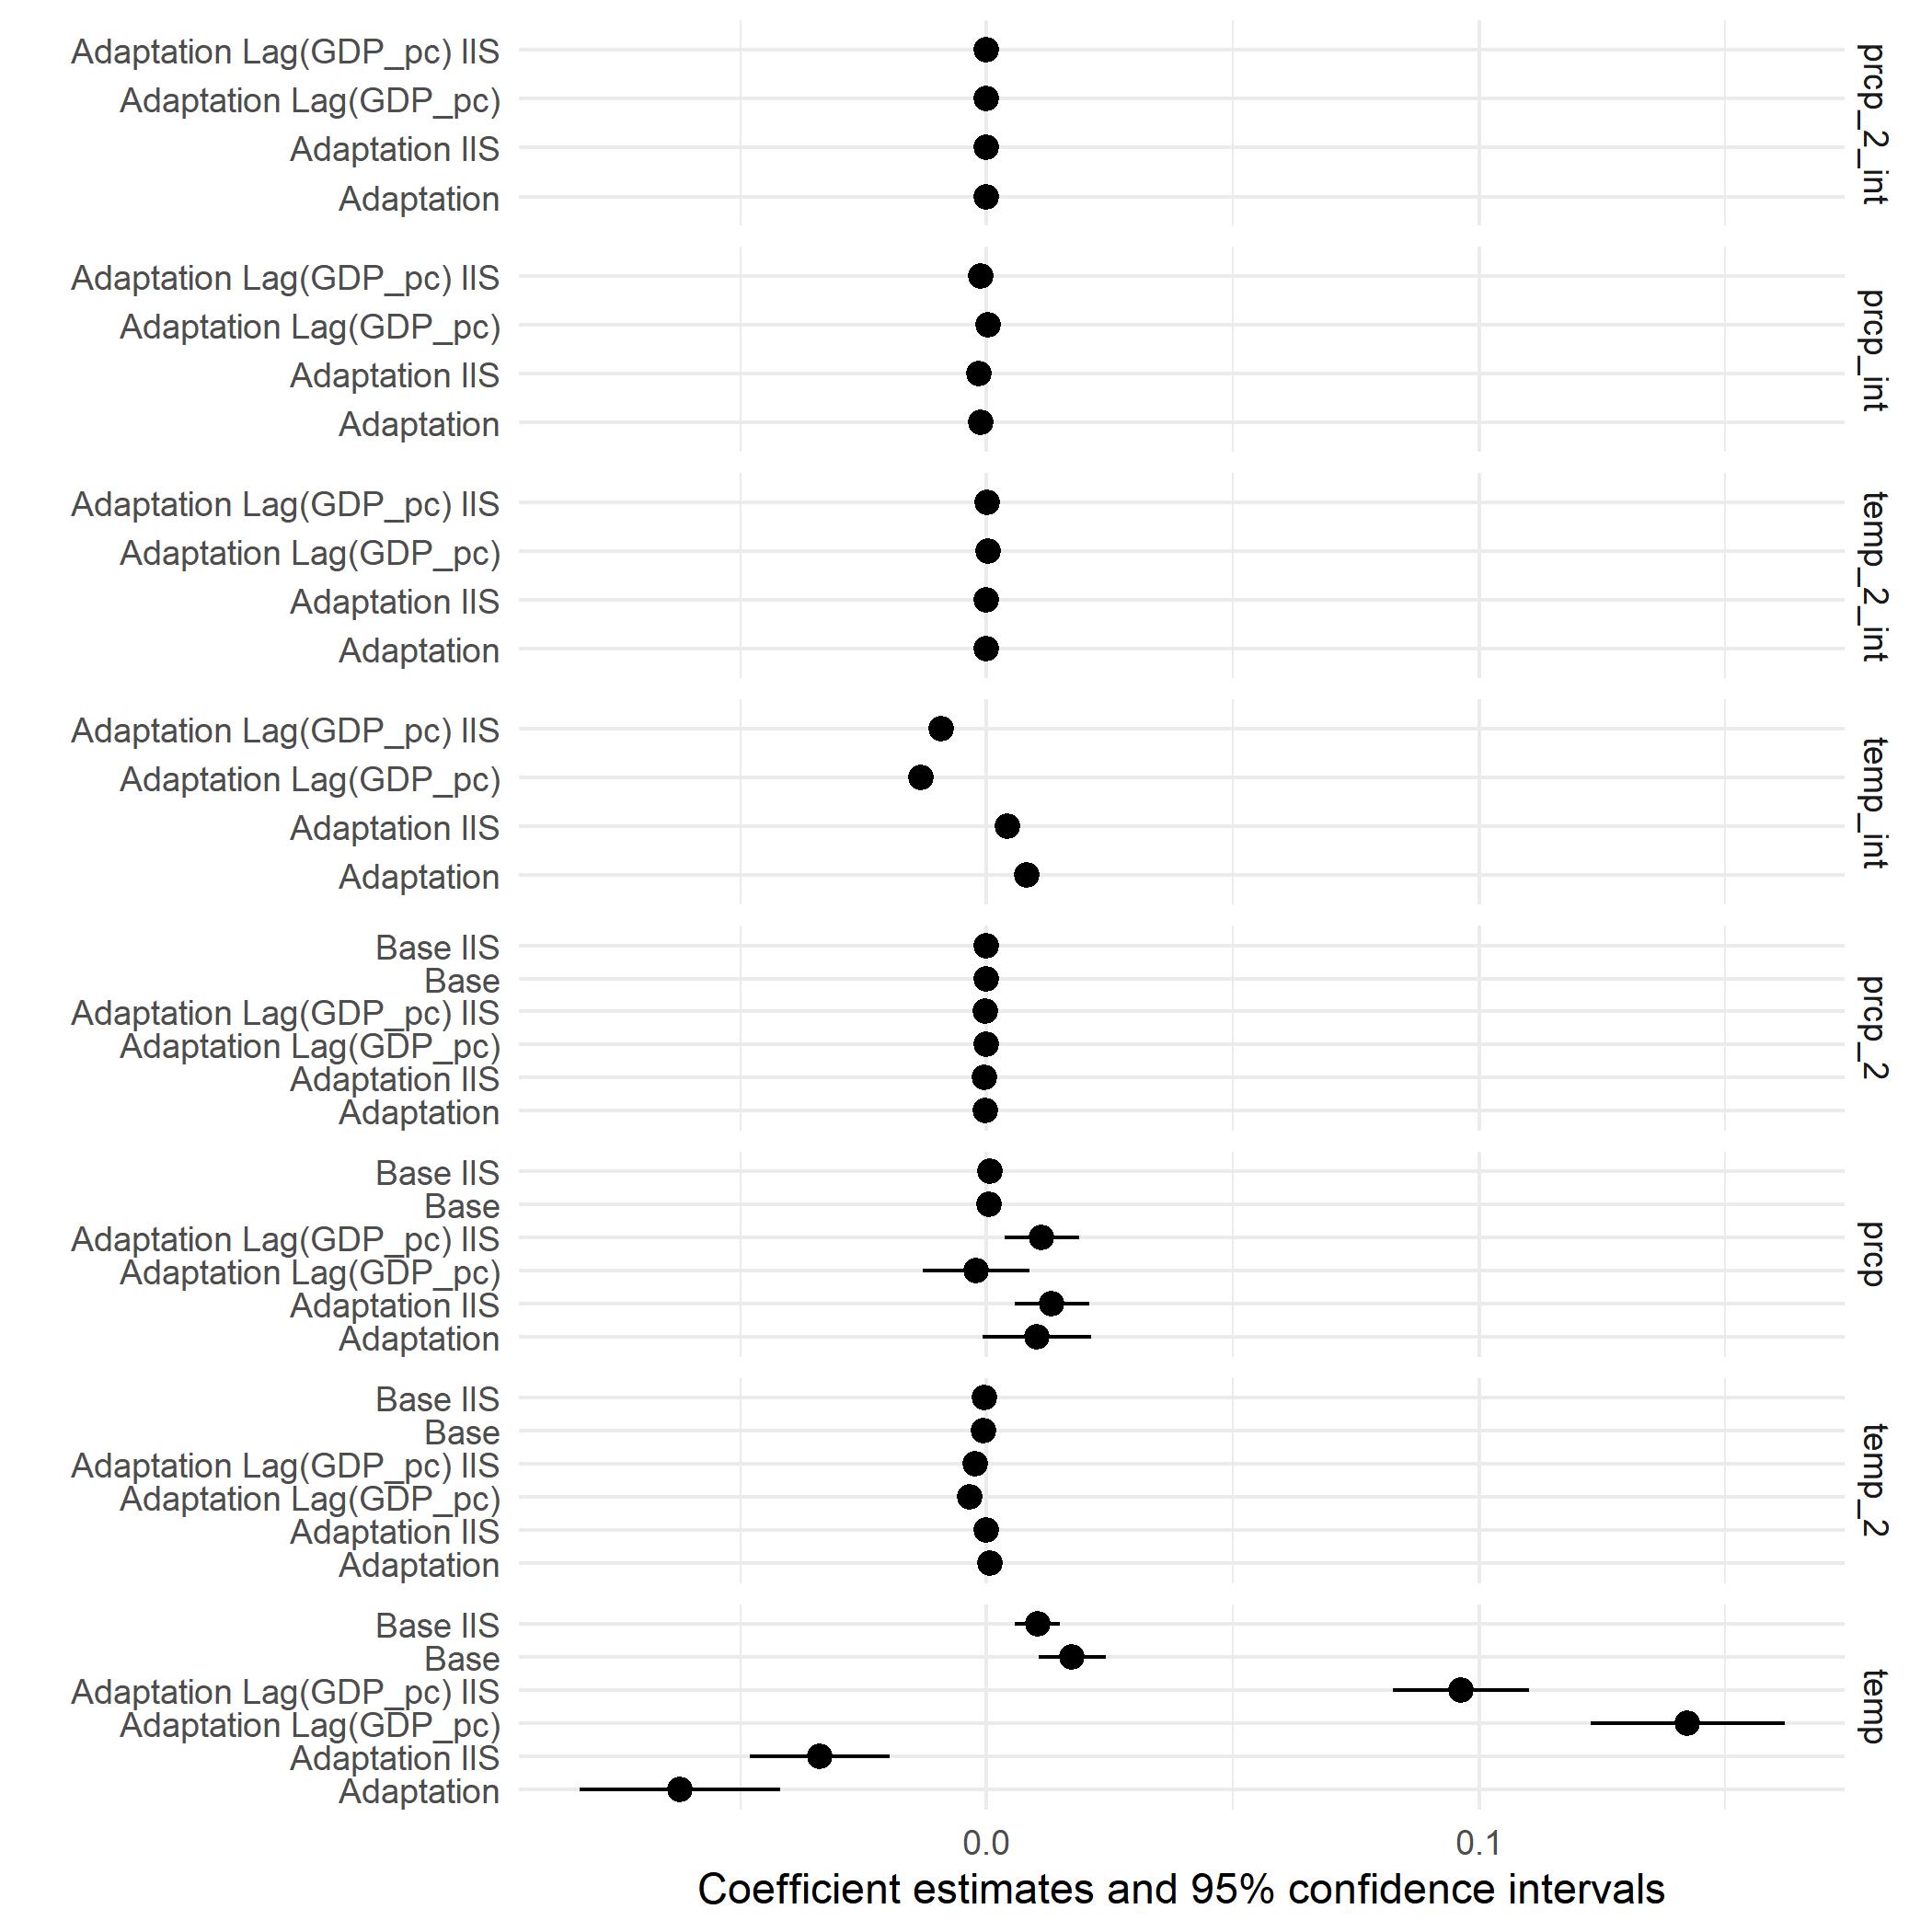 Adaptation Lag(GDP_pc) IIS
Adaptation Lag(GDP_pc)
Adaptation IIS
Adaptation
prcp_2_int
Adaptation Lag(GDP_pc) IIS
Adaptation Lag(GDP_pc)
Adaptation IIS
Adaptation
prcp_int
Adaptation Lag(GDP_pc) IIS
Adaptation Lag(GDP_pc)
Adaptation IIS
Adaptation
temp_2_int
Adaptation Lag(GDP_pc) IIS
Adaptation Lag(GDP_pc)
Adaptation IIS
Adaptation
temp_int
Base IIS
Base
Adaptation Lag(GDP_pc) IIS
Adaptation Lag(GDP_pc)
Adaptation IIS
Adaptation
prcp_2
Base IIS
Base
Adaptation Lag(GDP_pc) IIS
Adaptation Lag(GDP_pc)
Adaptation IIS
Adaptation
prcp
Base IIS
Base
Adaptation Lag(GDP_pc) IIS
Adaptation Lag(GDP_pc)
Adaptation IIS
Adaptation
temp_2
Base IIS
Base
Adaptation Lag(GDP_pc) IIS
Adaptation Lag(GDP_pc)
Adaptation IIS
Adaptation
temp
0.0 0.1
Coefficient estimates and 95% confidence intervals